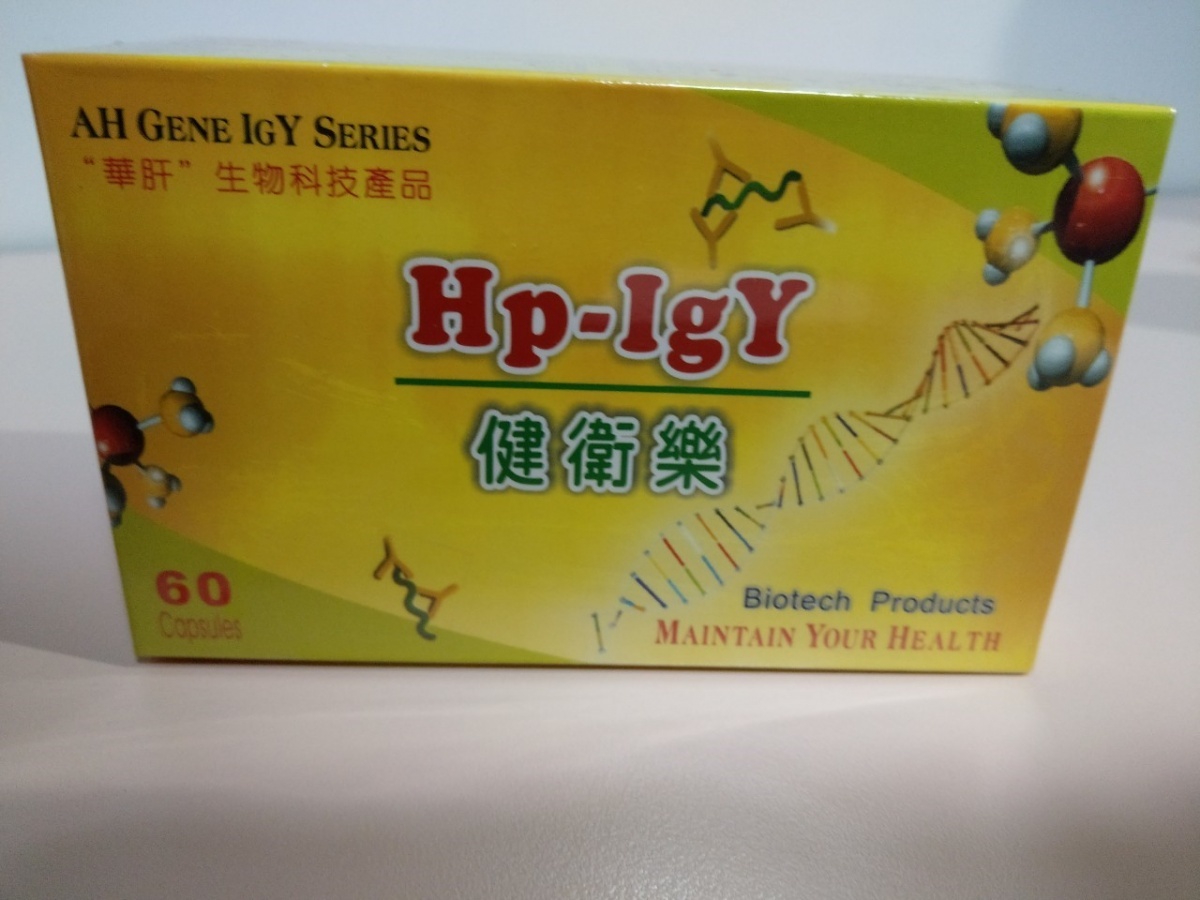 AH GENE IGY SERIES
“華肝”生物科技產品
Hp-IgY
健衛樂
60
Capsules
Biotech Products
MAINTAIN YOUR HEALTH